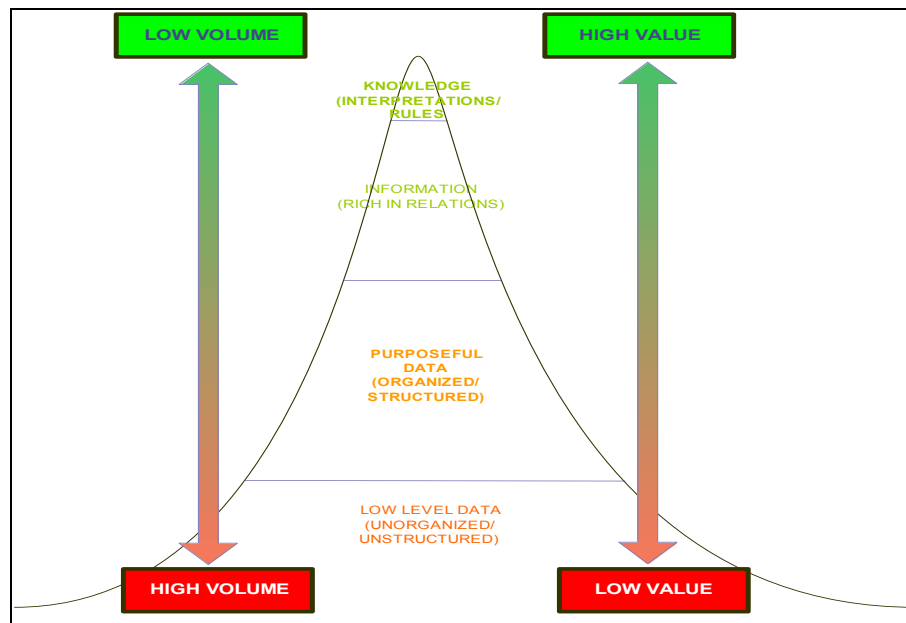 LOW VOLUME
HIGH VALUE
KNOWLEDGE
(INTERPRETATIONS/
RULES
INFORMATION
(RICH IN RELATIONS)
PURPOSEFUL
DATA
(ORGANIZED/
STRUCTURED)
LOW LEVEL DATA
(UNORGANIZED/
UNSTRUCTURED)
HIGH VOLUME
LOW VALUE